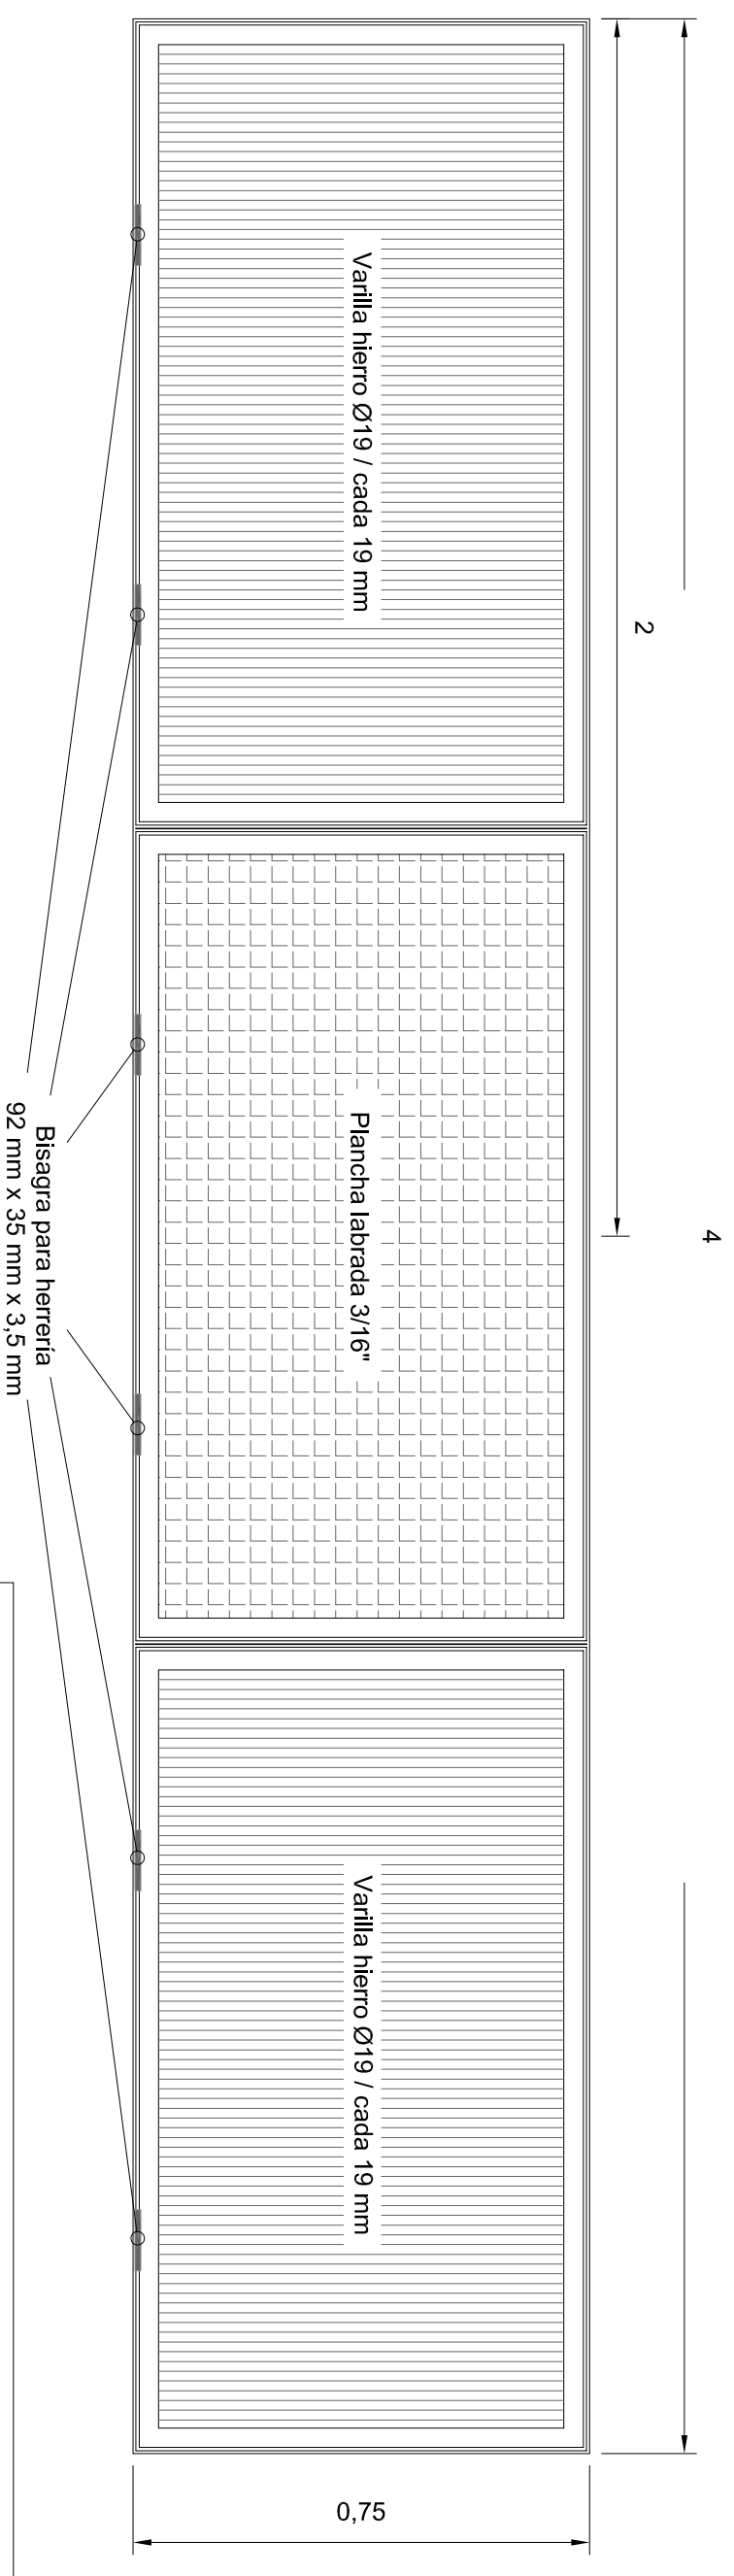 4
2
Varilla hierro Ø19 / cada 19 mm
Plancha labrada 3/16"
Varilla hierro Ø19 / cada 19 mm
0,75
Bisagra para herrería
92 mm x 35 mm x 3,5 mm